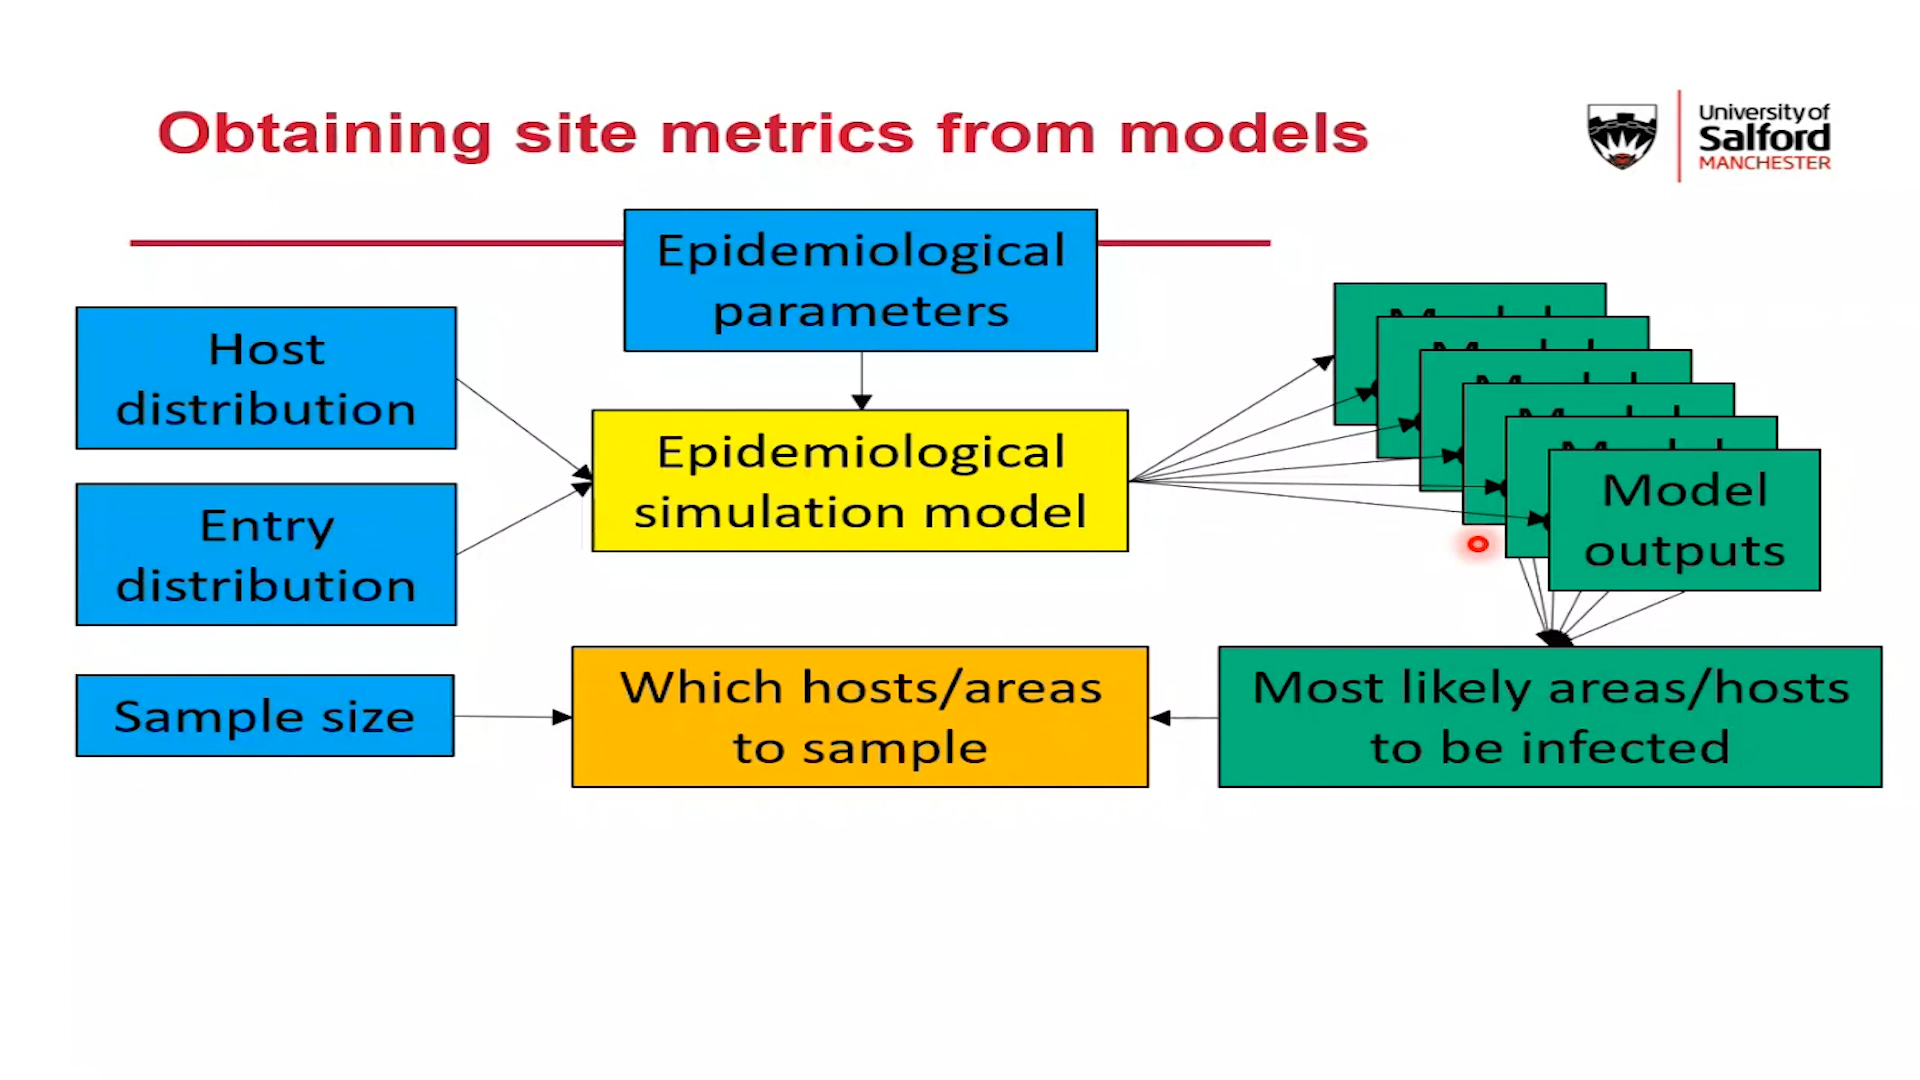 Obtaining site metrics from models
University of
Salford
MANCHESTER
Epidemiological
parameters
Host
distribution
Entry
distribution
Epidemiological
simulation model
Model
outputs
Sample size
Which hosts/areas
to sample
Most likely areas/hosts
to be infected